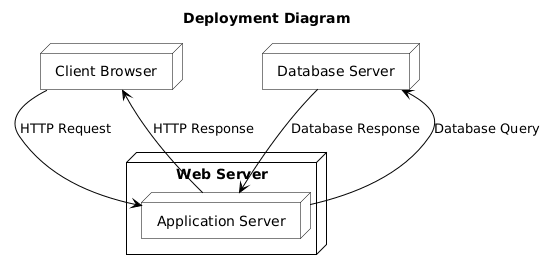 Deployment Diagram
Client Browser
Database Server
HTTP Request
HTTP Response
Database Response
Database Query
Web Server
Application Server